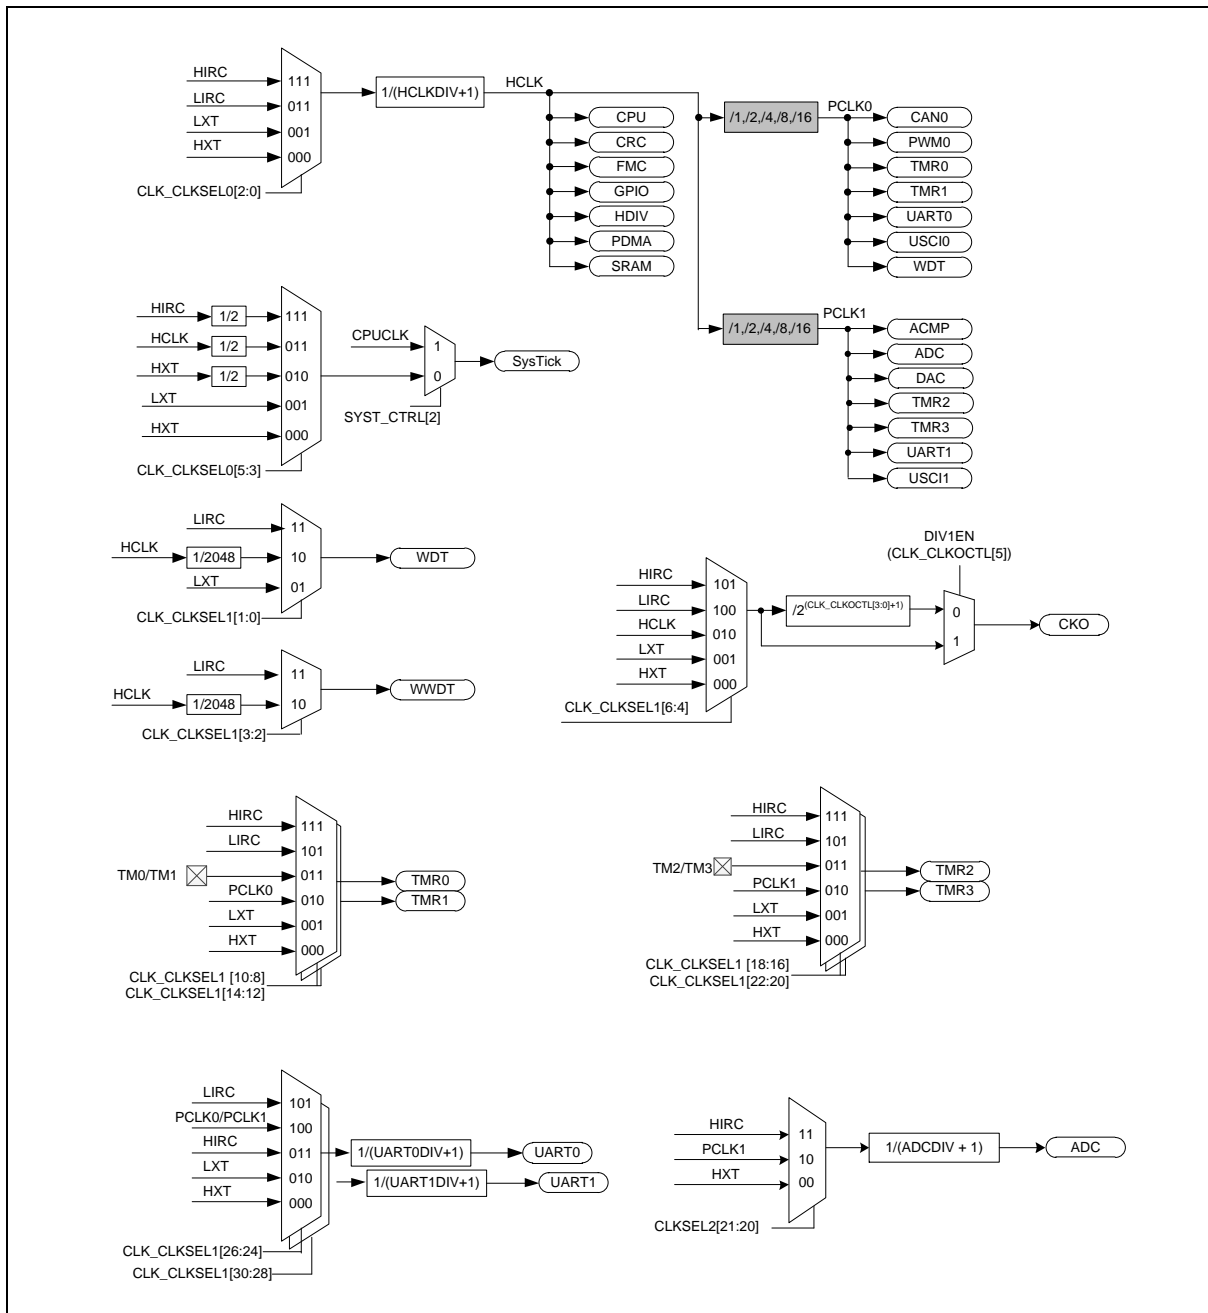 HIRC
111
LIRC
011
LXT
001
HXT
000
CLK_CLKSEL0[2:0]
1/(HCLKDIV+1)
HCLK
CPU
CRC
FMC
GPIO
HDIV
PDMA
SRAM
/1,/2,/4,/8,/16
PCLK0
CAN0
PWM0
TMR0
TMR1
UART0
USCI0
WDT
/1,/2,/4,/8,/16
PCLK1
ACMP
ADC
DAC
TMR2
TMR3
UART1
USCI1
HIRC
1/2
111
HCLK
1/2
011
HXT
1/2
010
LXT
001
HXT
000
CLK_CLKSEL0[5:3]
CPUCLK
1
0
SYST_CTRL[2]
SysTick
LIRC
11
HCLK
1/2048
10
LXT
01
CLK_CLKSEL1[1:0]
WDT
LIRC
11
HCLK
1/2048
10
CLK_CLKSEL1[3:2]
WWDT
HIRC
101
LIRC
100
HCLK
010
LXT
001
HXT
000
CLK_CLKSEL1[6:4]
/2(CLK_CLKOCTL[3:0]+1)
DIV1EN
(CLK_CLKOCTL[5])
0
1
CKO
HIRC
111
LIRC
101
TM0/TM1
011
PCLK0
010
LXT
001
HXT
000
CLK_CLKSEL1 [10:8]
CLK_CLKSEL1[14:12]
TMR0
TMR1
HIRC
111
LIRC
101
TM2/TM3
011
PCLK1
010
LXT
001
HXT
000
CLK_CLKSEL1 [18:16]
CLK_CLKSEL1[22:20]
TMR2
TMR3
LIRC
101
PCLK0/PCLK1
100
HIRC
011
LXT
010
HXT
000
CLK_CLKSEL1[26:24]
CLK_CLKSEL1[30:28]
1/(UART0DIV+1)
UART0
1/(UART1DIV+1)
UART1
HIRC
11
PCLK1
10
HXT
00
CLKSEL2[21:20]
1/(ADCDIV + 1)
ADC